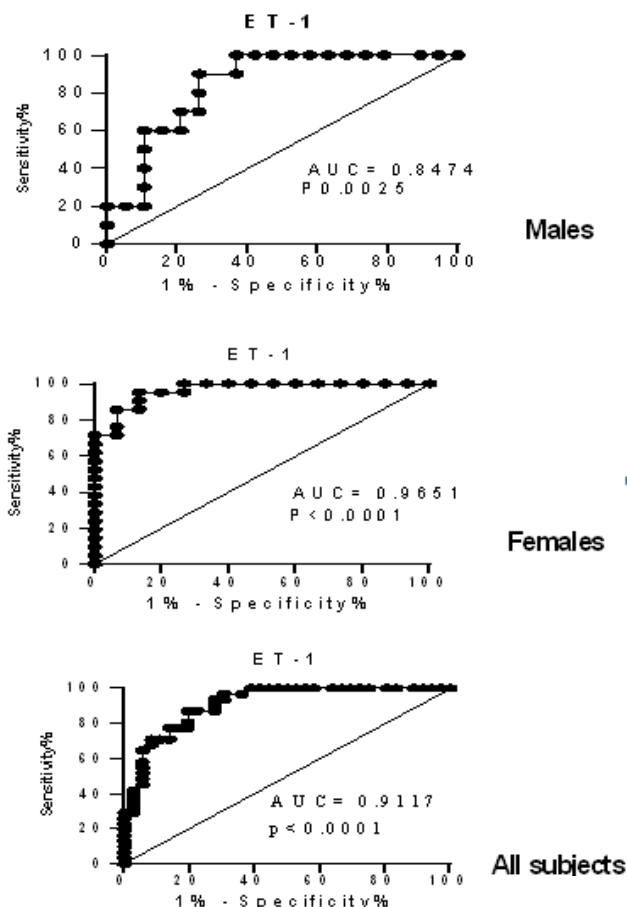 ET-1
100
80
60
40
20
0
Sensitivity%
AUC= 0.8474
P0.0025
0 20 40 60 80 100
1% - Specificity%
Males
ET-1
100
80
60
40
20
0
Sensitivity%
AUC= 0.9651
P<0.0001
0 20 40 60 80 100
1% - Specificity%
Females
ET-1
100
80
60
40
20
0
Sensitivity%
AUC= 0.9117
p<0.0001
0 20 40 60 80 100
1% - Specificity%
All subjects